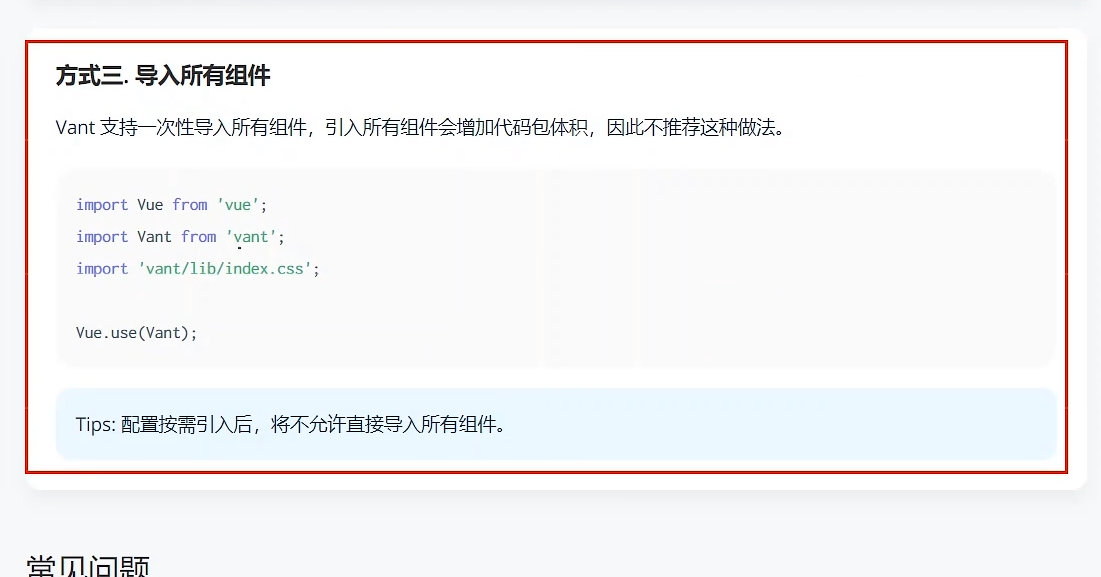 方式三. 导入所有组件
Vant 支持一次性导入所有组件，引入所有组件会增加代码包体积，因此不推荐这种做法。
import Vue from 'vue';
import Vant from 'vant';
import 'vant/lib/index.css';
Vue.use(Vant);
Tips: 配置按需引入后，将不允许直接导入所有组件。
常见问题